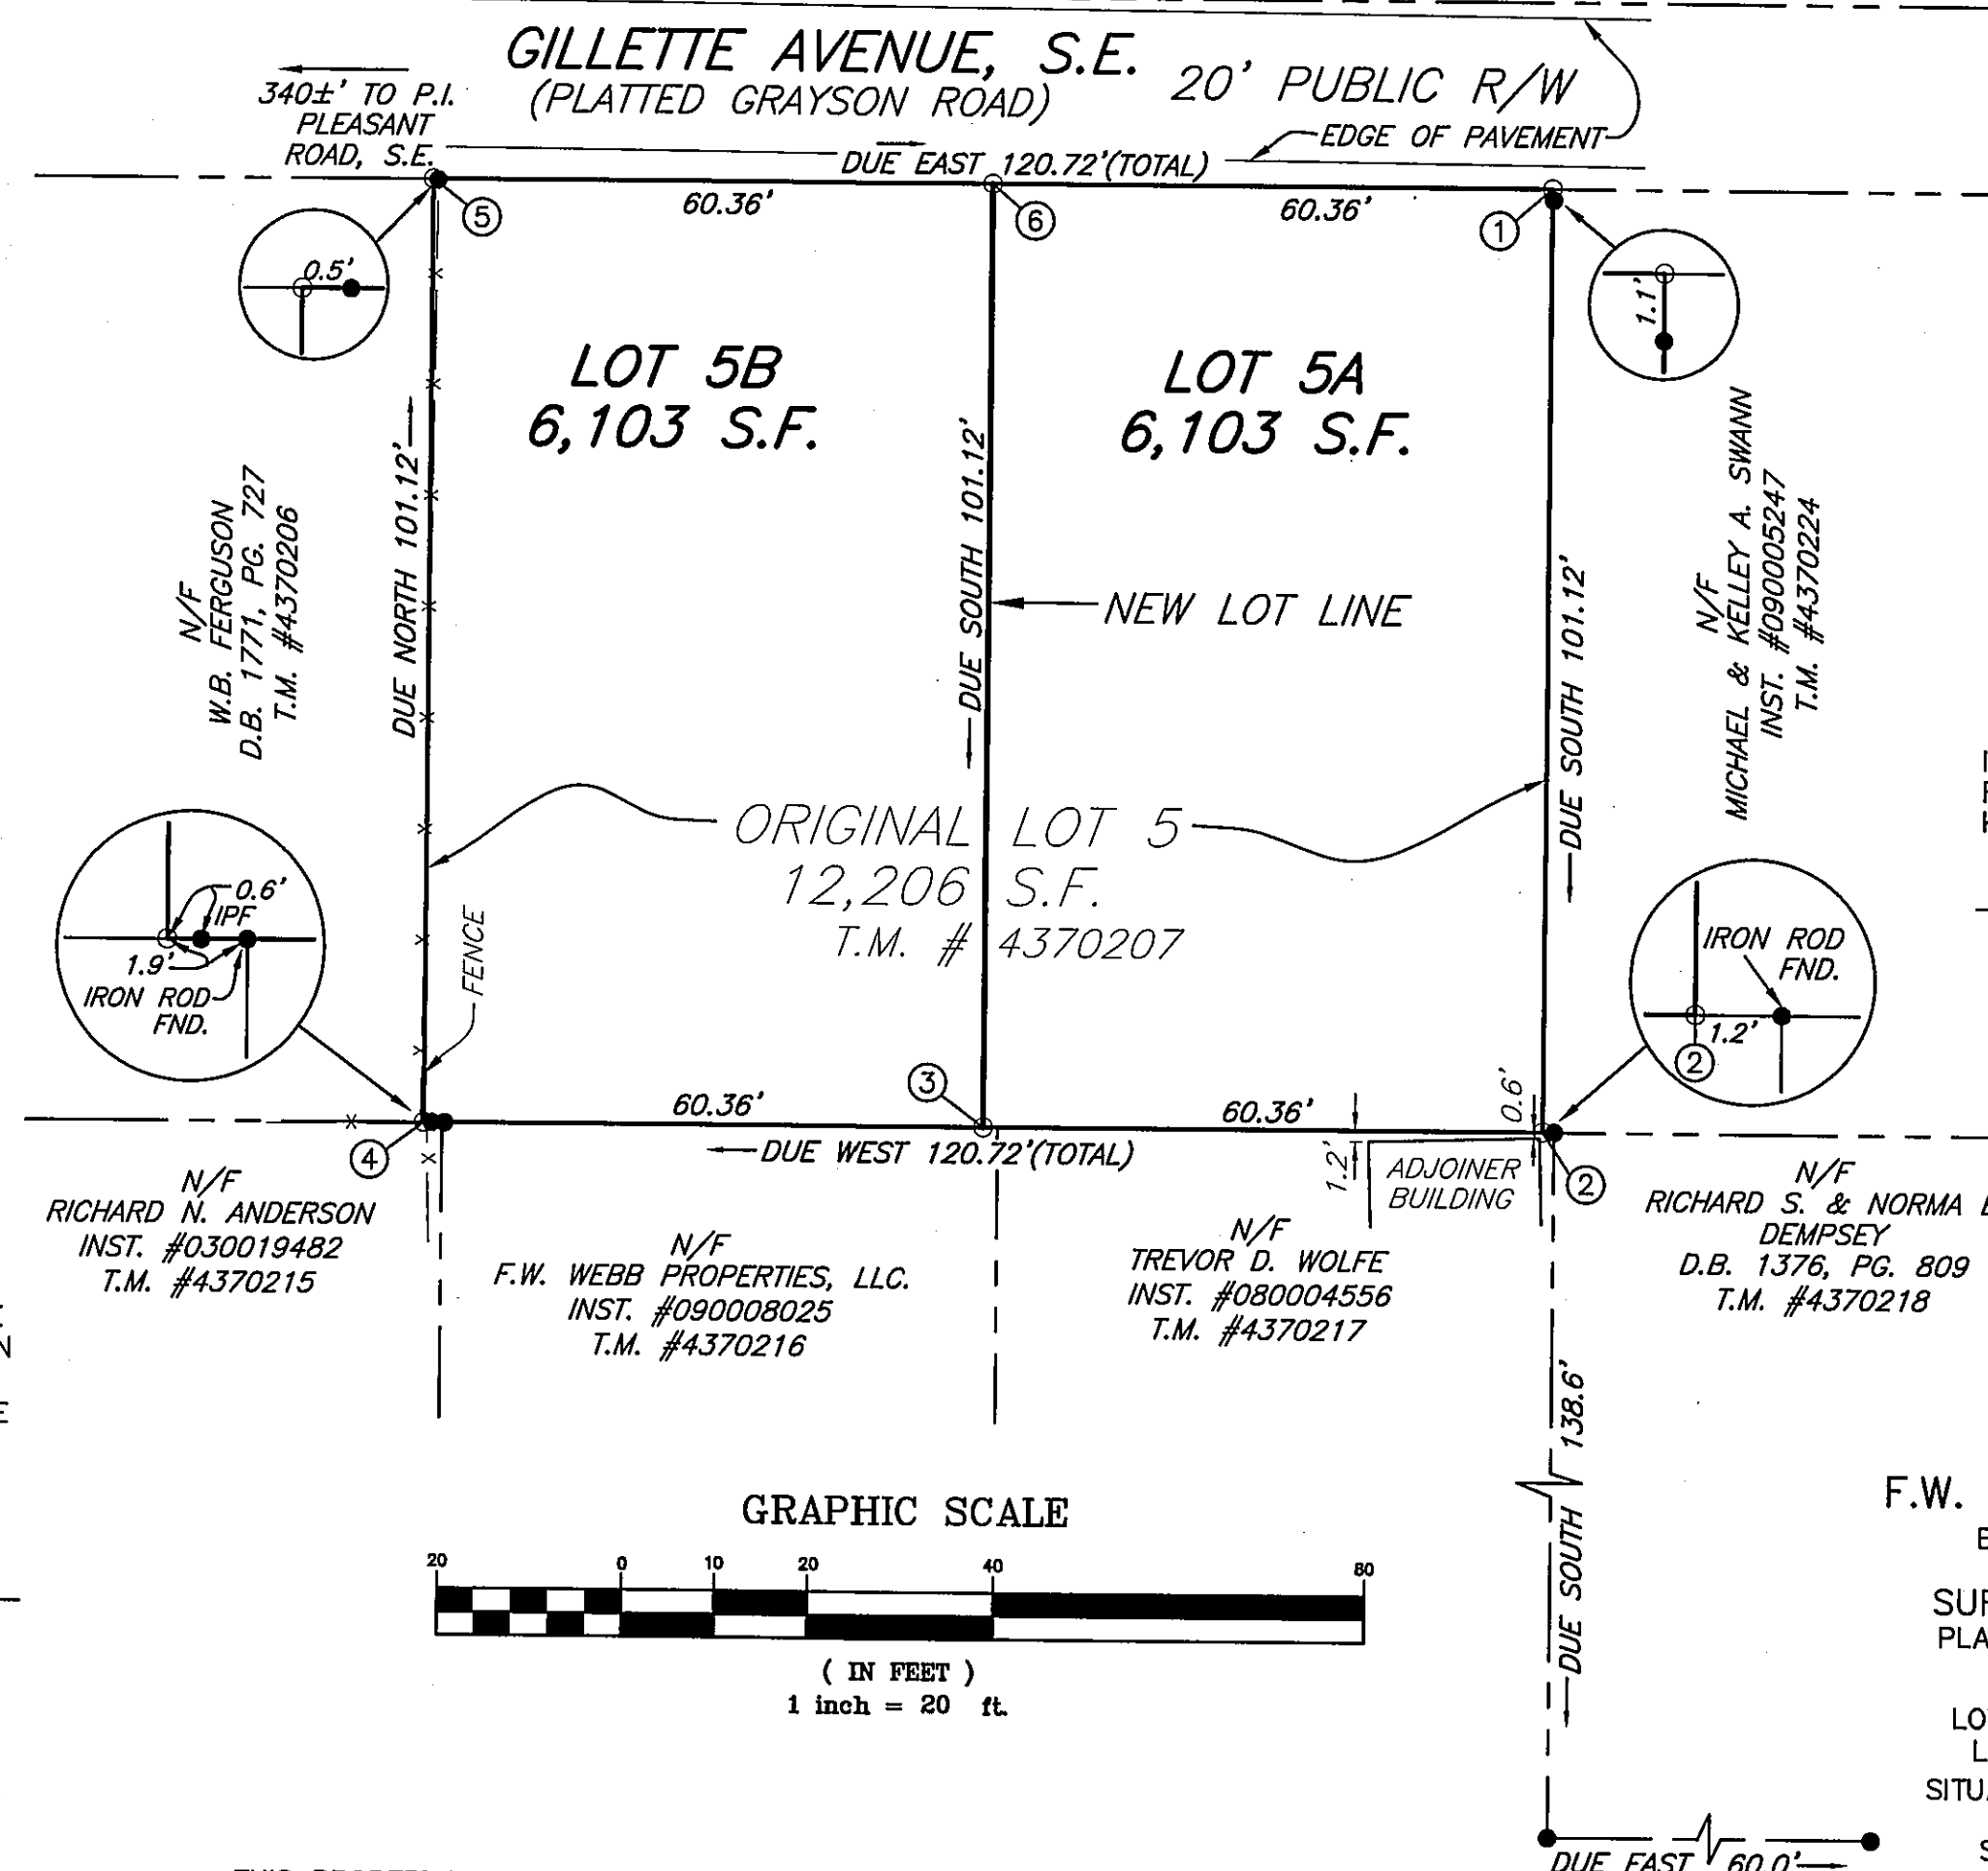 GILLETTE AVENUE, S.E.
(PLATTED GRAYSON ROAD)
20' PUBLIC R/W
340±' TO P.I.
PLEASANT
ROAD, S.E.
EDGE OF PAVEMENT
DUE EAST 120.72'(TOTAL)
60.36'
60.36'
5
6
1
0.5'
1.1'
LOT 5B
6,103 S.F.
LOT 5A
6,103 S.F.
N/F
W.B. FERGUSON
D.B. 1771, PG. 727
T.M. #4370206
DUE NORTH 101.12'
DUE SOUTH 101.12'
NEW LOT LINE
DUE SOUTH 101.12'
N/F
MICHAEL & KELLEY A. SWANN
INST. #090005247
T.M. #4370224
ORIGINAL LOT 5
12,206 S.F.
T.M. # 4370207
0.6'
IPF
1.9'
IRON ROD
FND.
FENCE
IRON ROD
FND.
1.2'
2
3
60.36'
60.36'
0.6'
1.2'
4
DUE WEST 120.72'(TOTAL)
ADJOINER
BUILDING
2
N/F
RICHARD N. ANDERSON
INST. #030019482
T.M. #4370215
N/F
F.W. WEBB PROPERTIES, LLC.
INST. #090008025
T.M. #4370216
N/F
TREVOR D. WOLFE
INST. #080004556
T.M. #4370217
N/F
RICHARD S. & NORMA
DEMPSEY
D.B. 1376, PG. 809
T.M. #4370218
DUE SOUTH 138.6'
GRAPHIC SCALE
20 0 10 20 40 80
( IN FEET )
1 inch = 20 ft.
F.W.
DUE EAST 60.0'